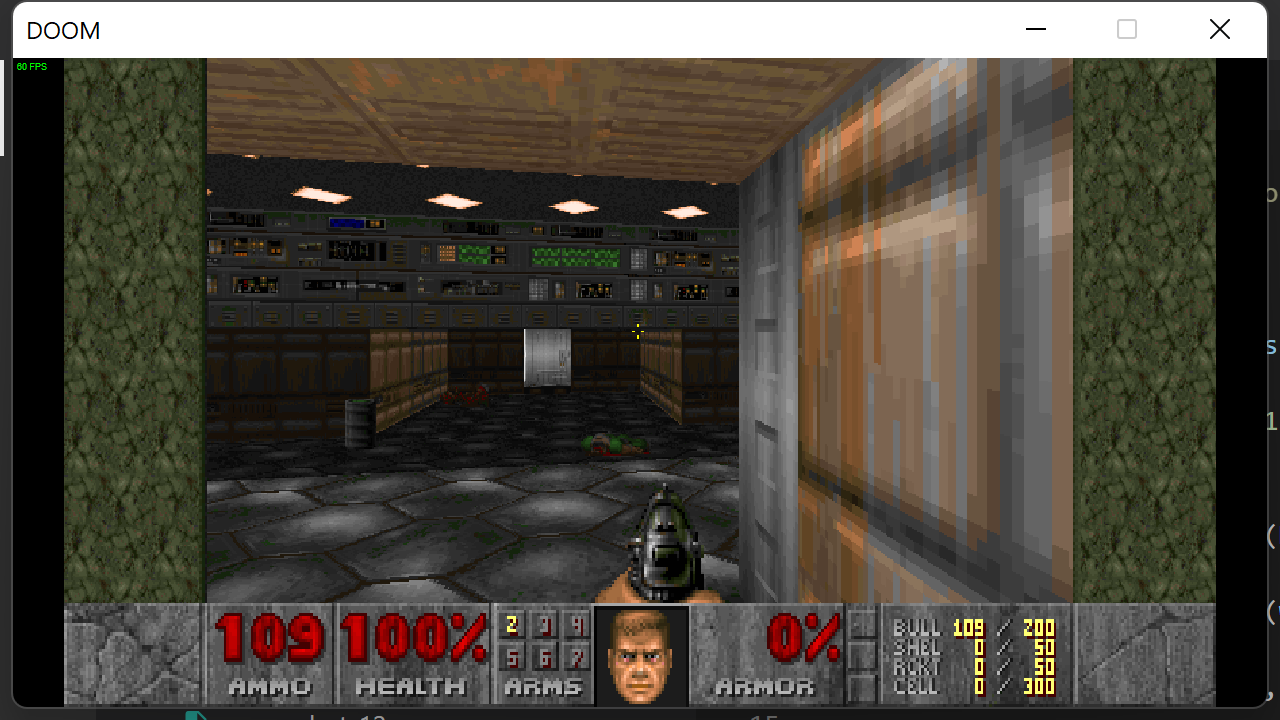 DOOM
60 FPS
109
AMMO
100%
HEALTH
2 3 4
5 6 7
ARMS
0%
ARMOR
BULL 109 / 200
SHEL 0 / 50
RCKT 0 / 50
CELL 0 / 300